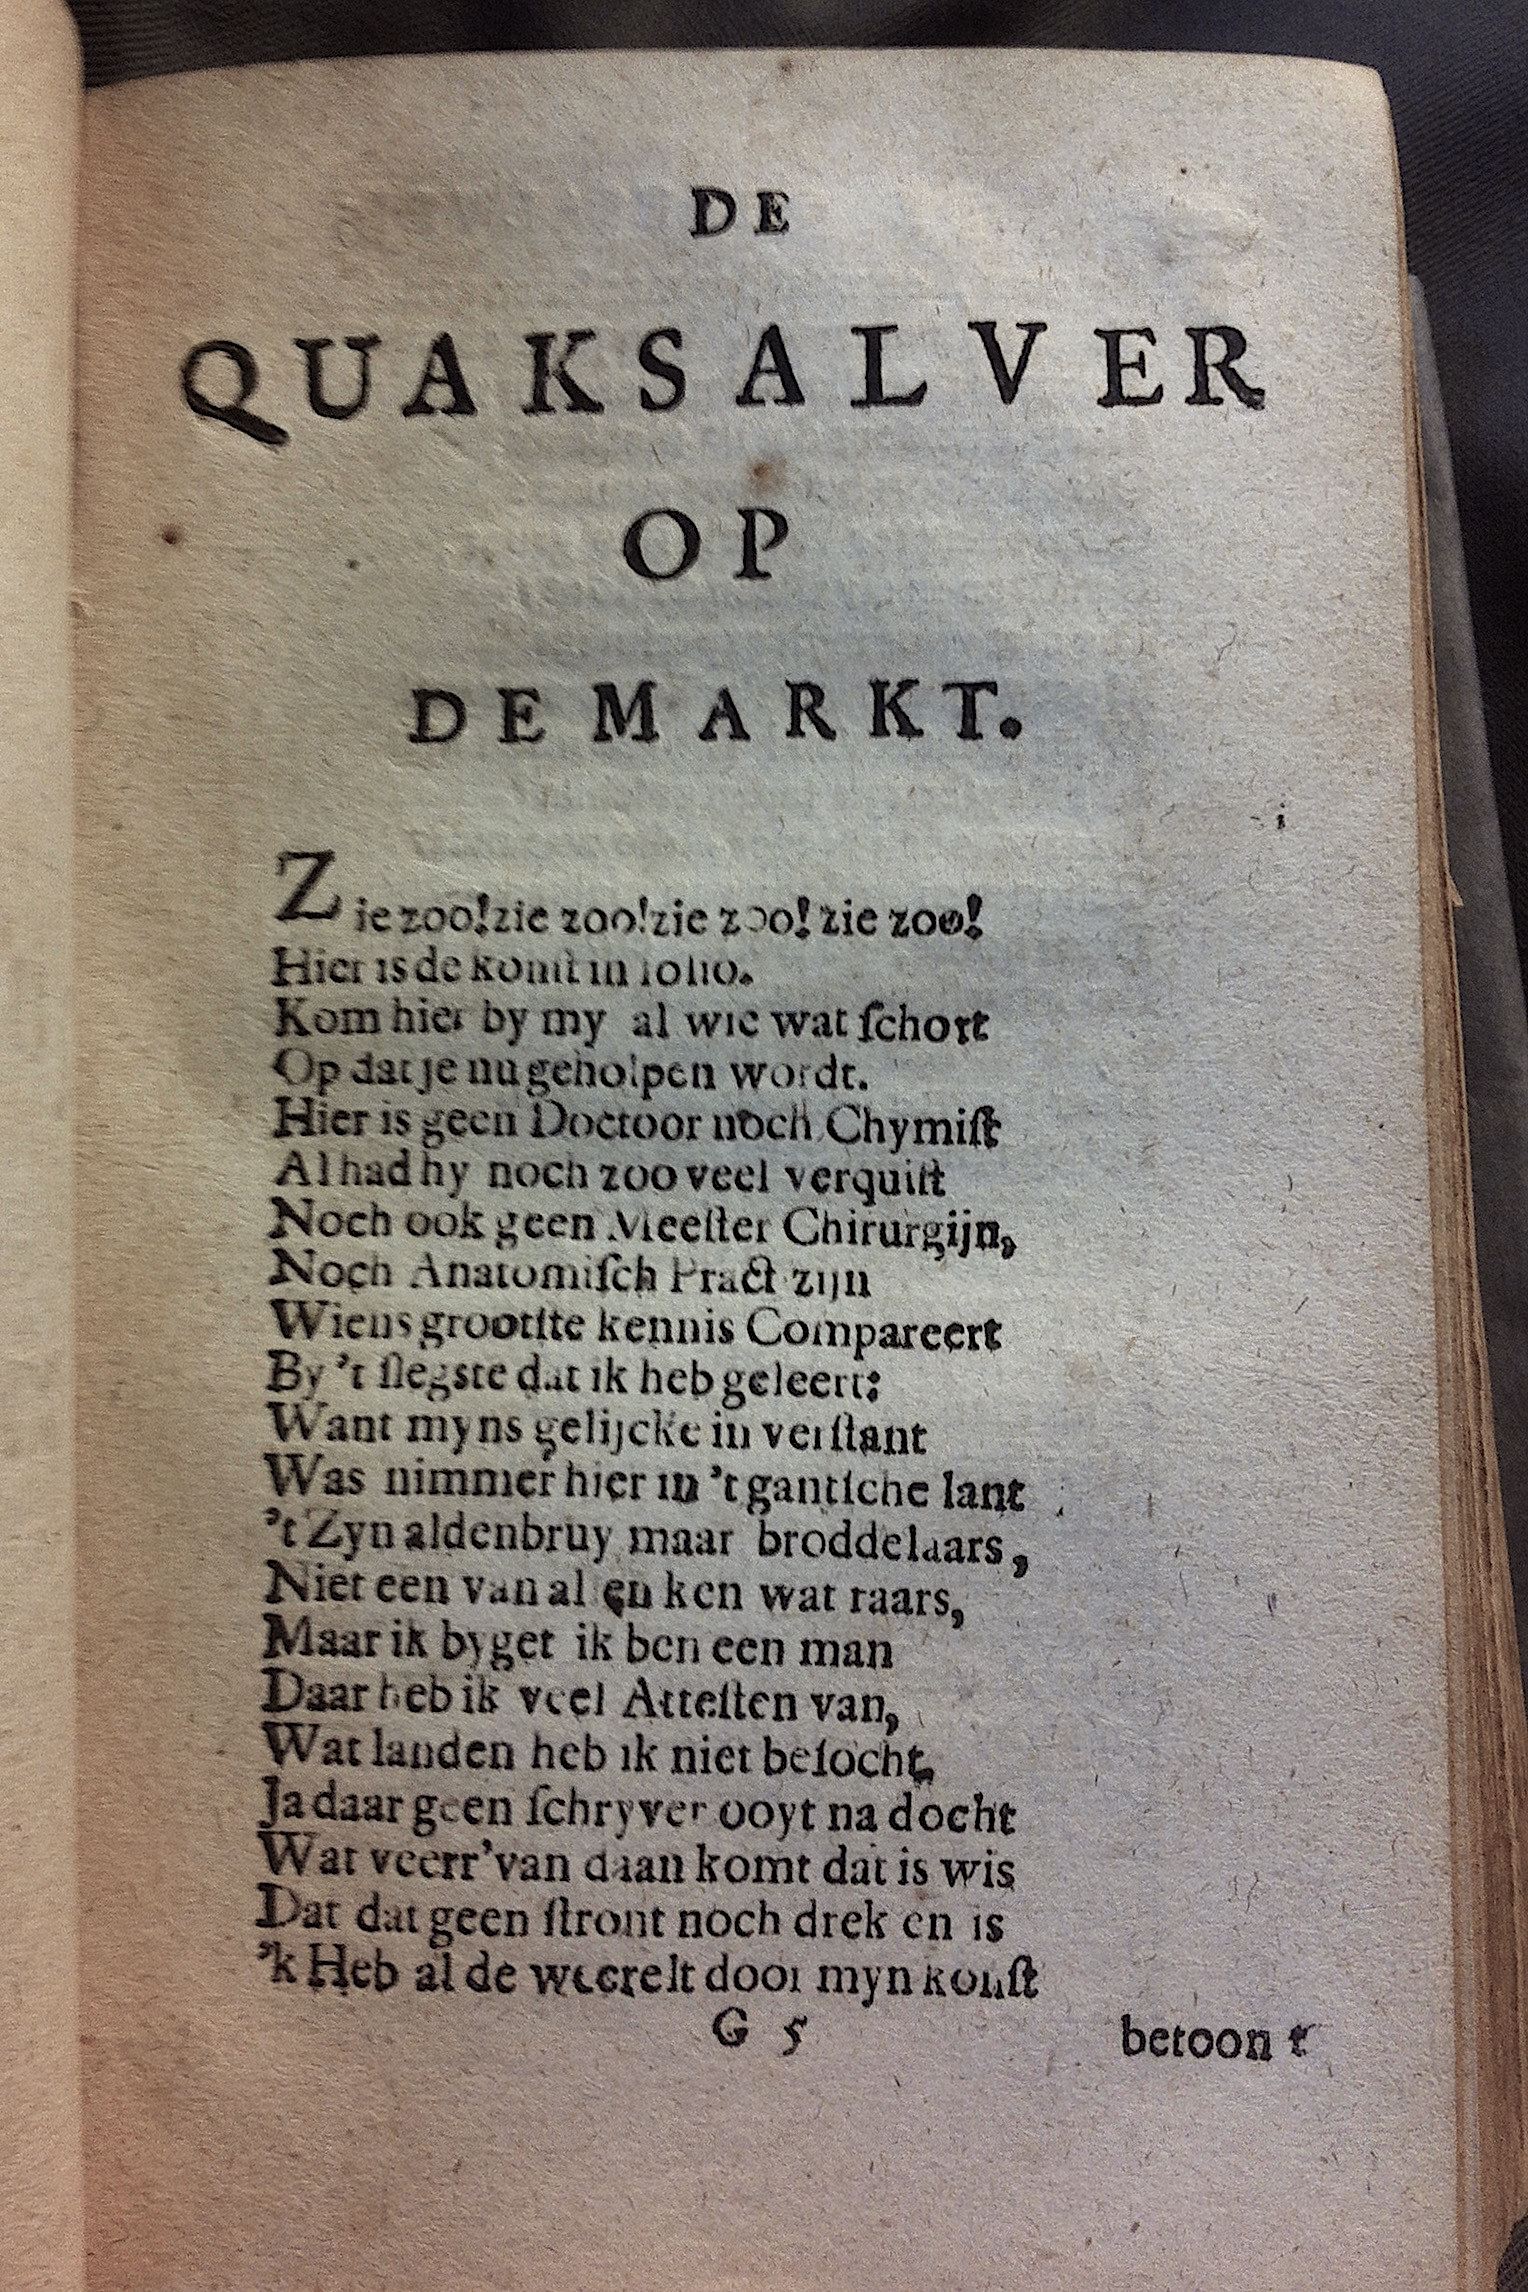 DE
QUAKSALVER
OP
DE MARKT.
Zie zoo! zie zoo! zie zoo! zie zoo!
Hier is de komst in folio.
Kom hier by my al wie wat ſchort
Op dat je nu geholpen wordt.
Hier is geen Doctoor noch Chymiſt
Al had hy noch zoo veel verquiſt
Noch ook geen Meeſter Chirurgijn,
Noch Anatomiſch Pract zijn
Wiens grootſte kennis Compareert
By 't ſlegste dat ik heb geleert:
Want myns gelijcke in verſtant
Was nimmer hier in 't gantſche lant
't Zyn aldenbruy maar broddelaars,
Niet een van al en ken wat raars,
Maar ik byget ik ben een man
Daar heb ik veel Atteſten van,
Wat landen heb ik niet beſocht,
Ja daar geen ſchryver ooyt na docht
Wat veerr' van daan komt dat is wis
Dat dat geen ſtront noch drek en is
'k Heb al de weerelt door myn konſt
G 5 betoon t